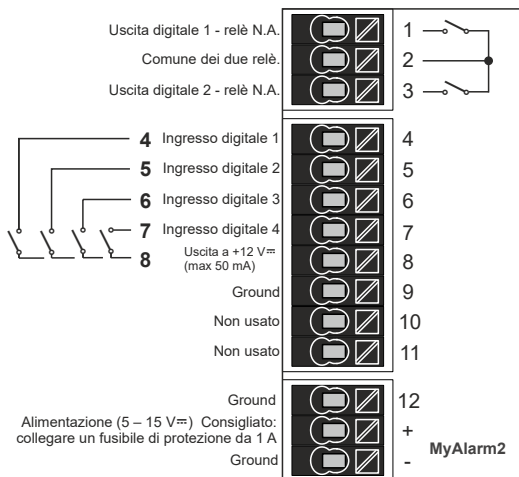 Uscita digitale 1 - relè N.A. 1
Comune dei due relè. 2
Uscita digitale 2 - relè N.A. 3
4 Ingresso digitale 1 4
5 Ingresso digitale 2 5
6 Ingresso digitale 3 6
7 Ingresso digitale 4 7
8 Uscita a +12 V⎓ 8
(max 50 mA)
Ground 9
Non usato 10
Non usato 11
Ground 12
Alimentazione (5 – 15 V⎓) Consigliato: +
collegare un fusibile di protezione da 1 A
MyAlarm2
Ground -